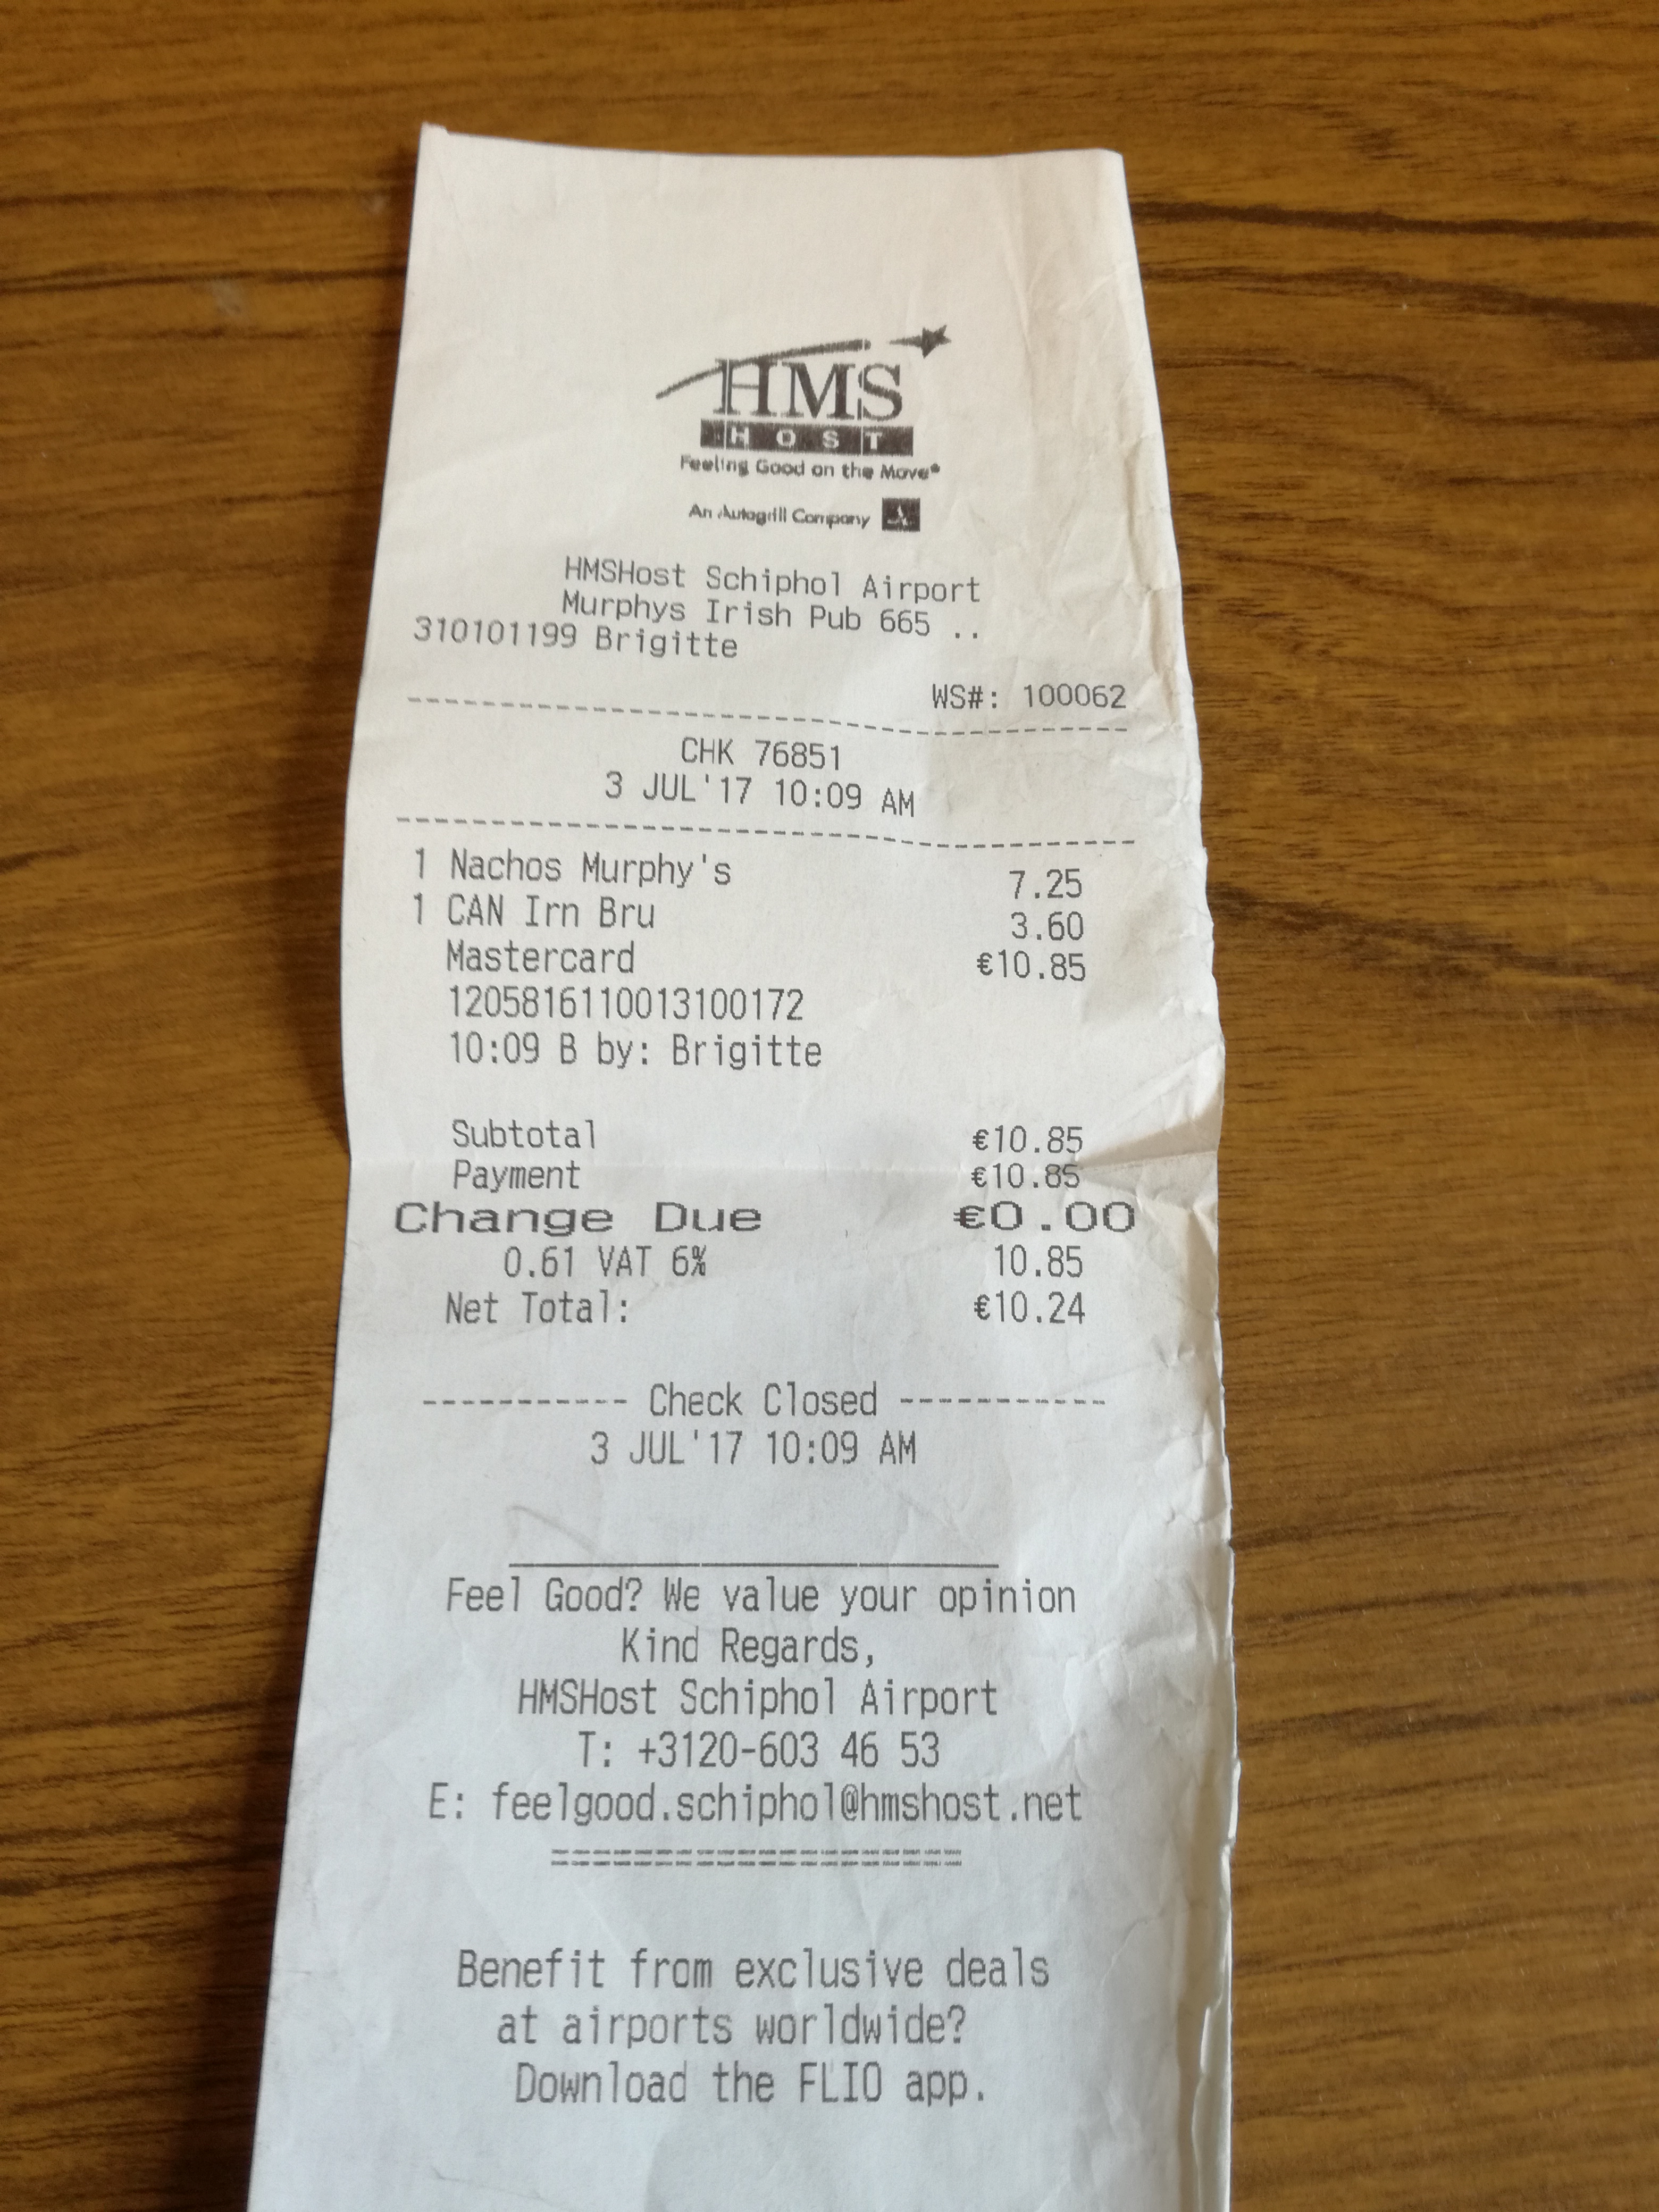 HMS
HOST
Feeling Good on the Move®
An Autogrill Company
HMSHost Schiphol Airport
Murphys Irish Pub 665 ..
310101199 Brigitte
WS#: 100062
--------------------------------------
CHK 76851
3 JUL'17 10:09 AM
--------------------------------------
1 Nachos Murphy's 7.25
1 CAN Irn Bru 3.60
Mastercard €10.85
1205816110013100172
10:09 B by: Brigitte
Subtotal €10.85
Payment €10.85
Change Due €0.00
0.61 VAT 6% 10.85
Net Total: €10.24
----------- Check Closed -----------
3 JUL'17 10:09 AM
Feel Good? We value your opinion
Kind Regards,
HMSHost Schiphol Airport
T: +3120-603 46 53
E: feelgood.schiphol@hmshost.net
=====================
Benefit from exclusive deals
at airports worldwide?
Download the FLIO app.